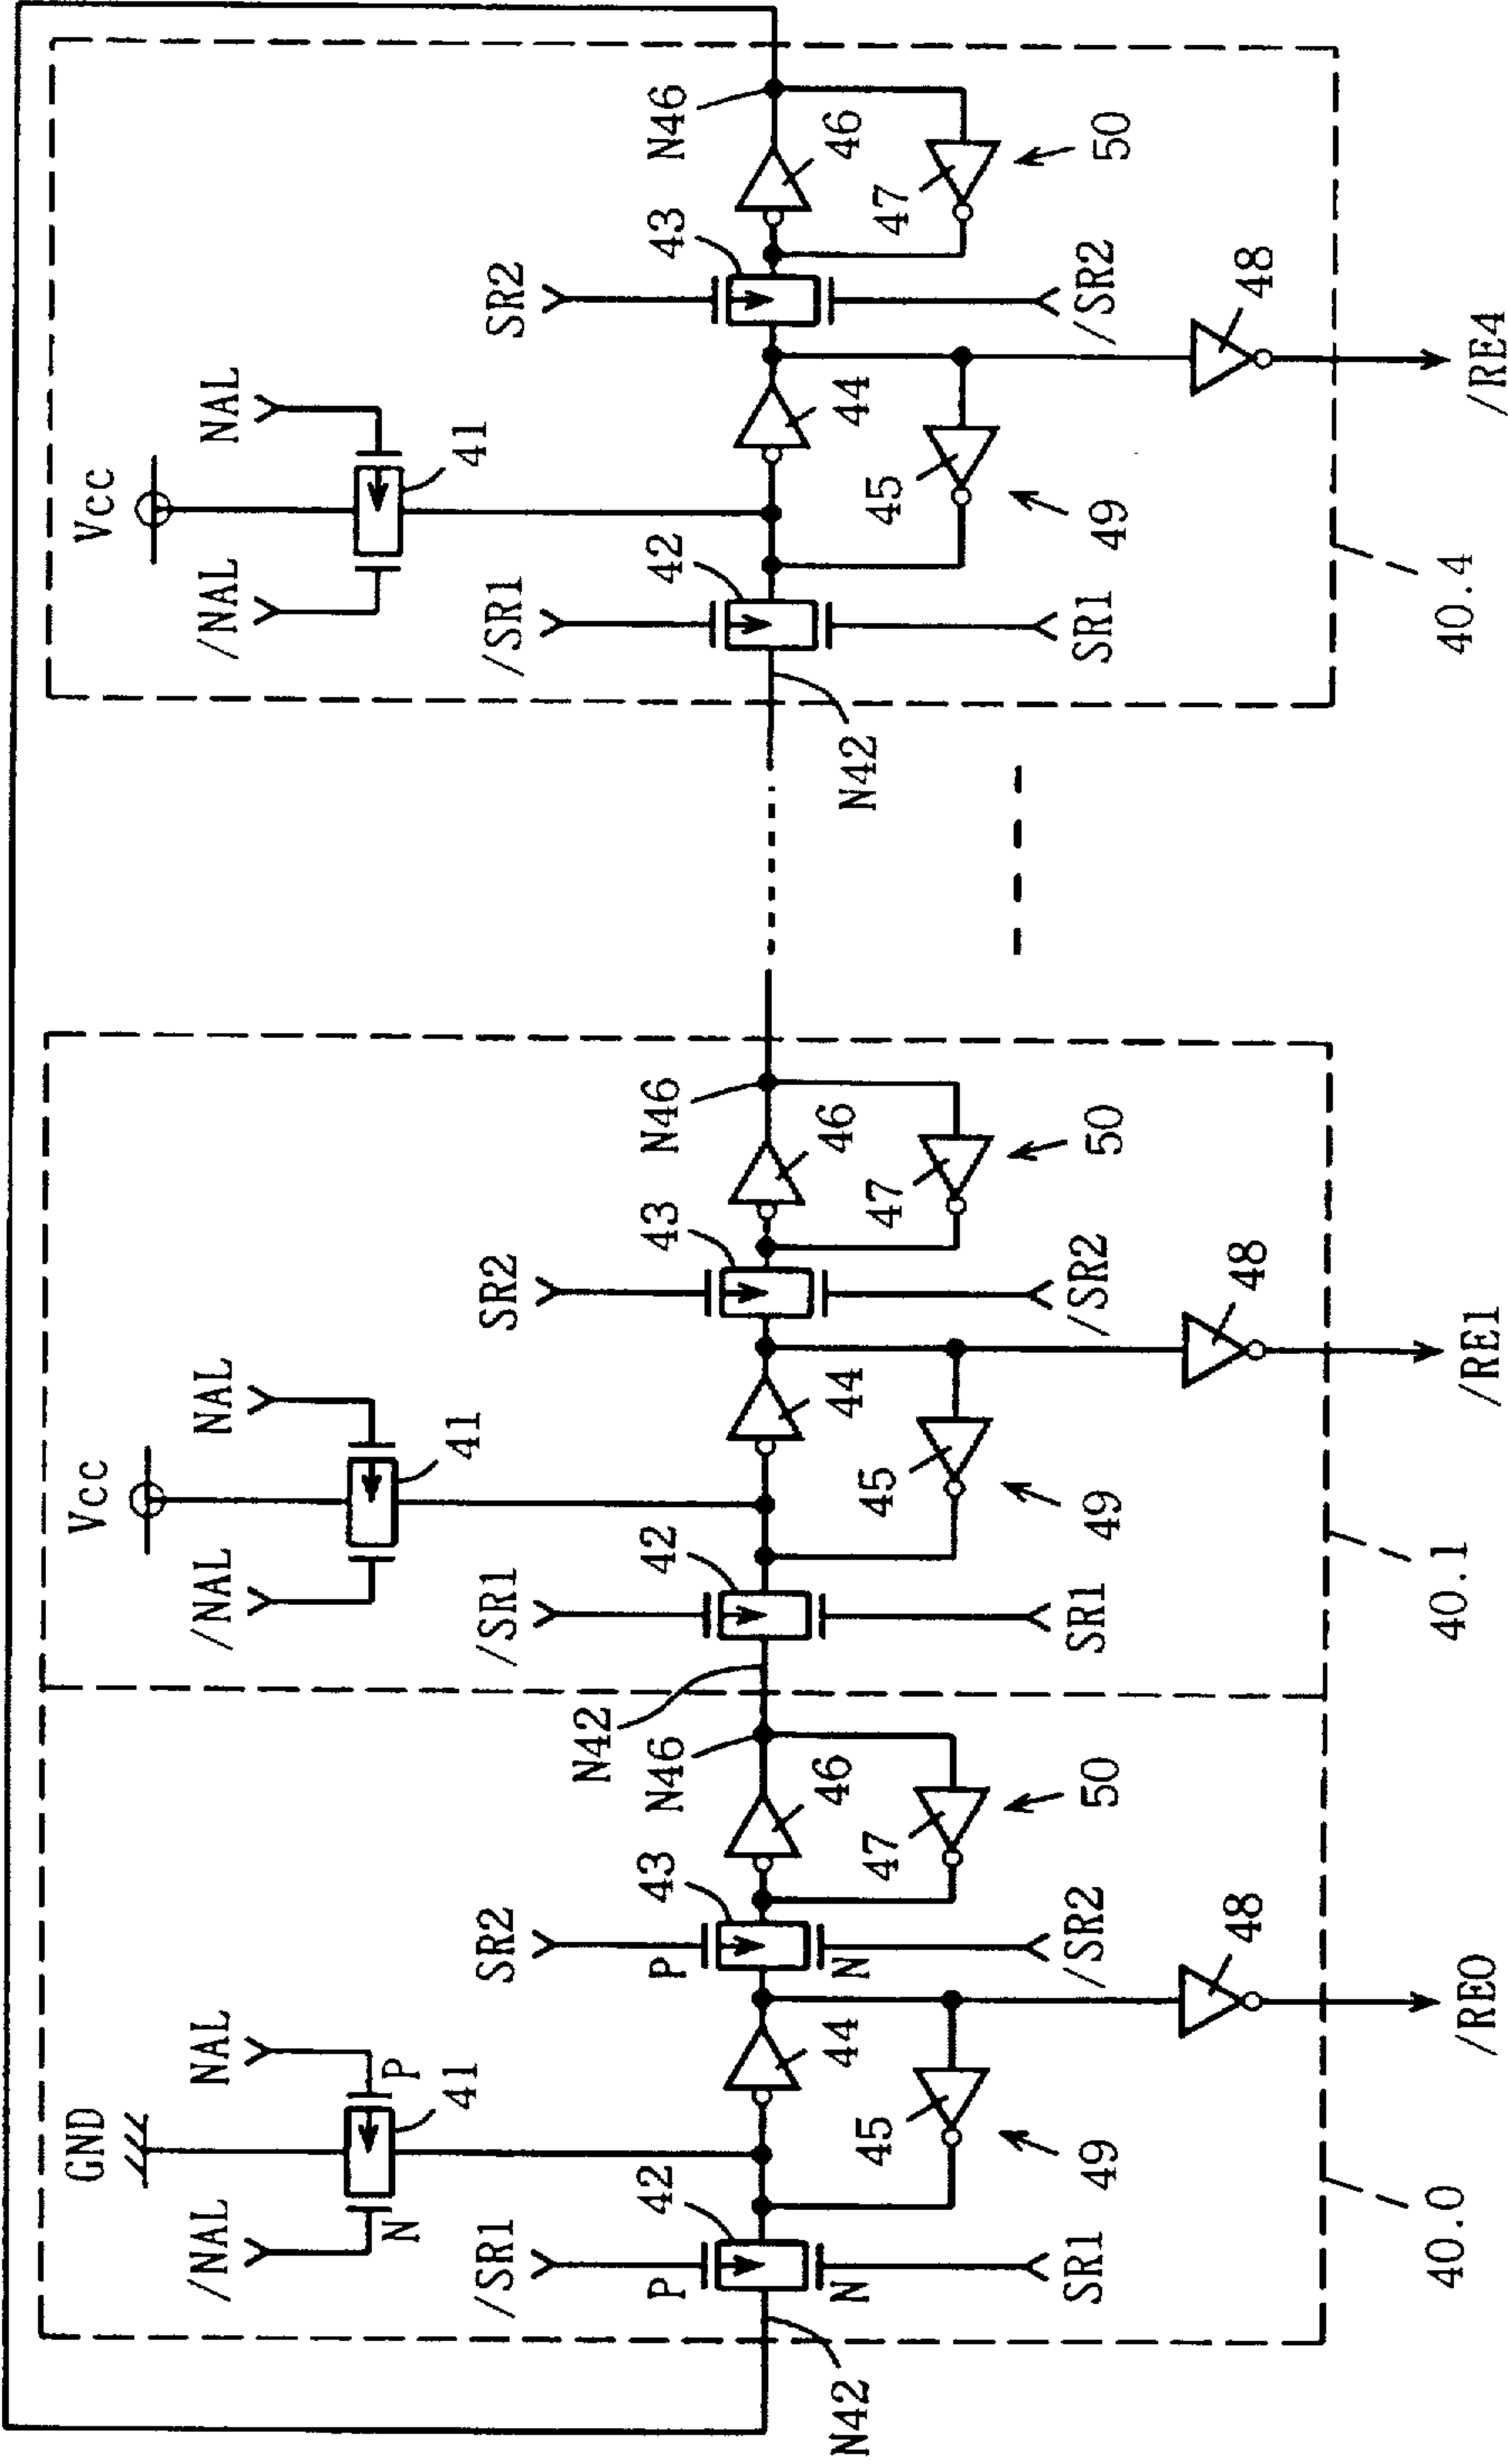 GND
/NAL
NAL
N
P
41
/SR1
SR2
P
42
P
43
N46
N42
44
46
N
N
45
47
SR1
/SR2
49
50
48
N42
40.0
/RE0
Vcc
/NAL
NAL
41
/SR1
SR2
42
43
N46
44
46
45
47
SR1
/SR2
49
50
48
40.1
/RE1
Vcc
/NAL
NAL
41
/SR1
SR2
42
43
N46
N42
44
46
45
47
SR1
/SR2
49
50
48
40.4
/RE4